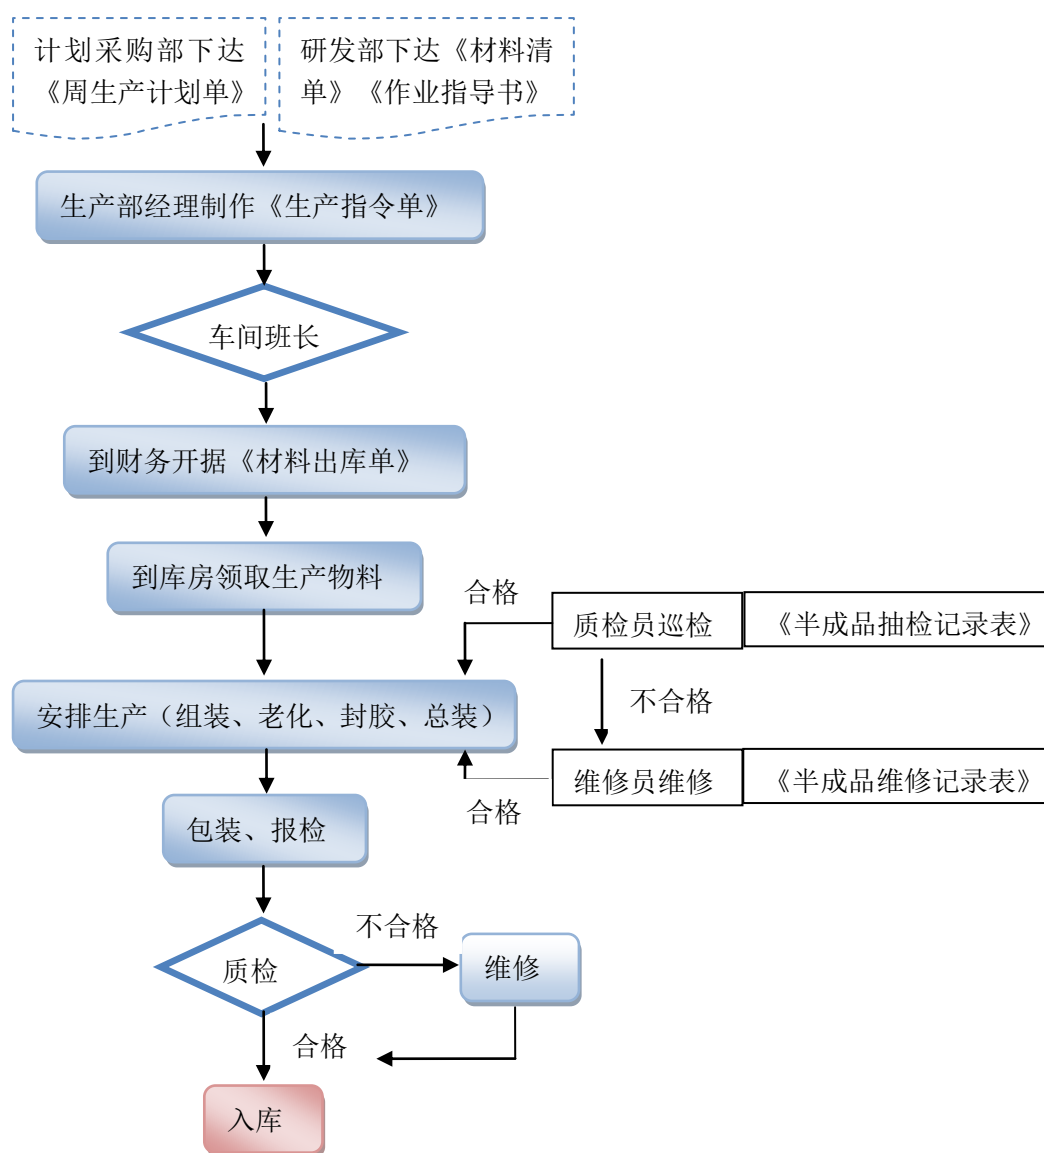 计划采购部下达
《周生产计划单》
研发部下达《材料清
单》《作业指导书》
生产部经理制作《生产指令单》
车间班长
到财务开据《材料出库单》
到库房领取生产物料
合格
质检员巡检
《半成品抽检记录表》
不合格
安排生产（组装、老化、封胶、总装）
维修员维修
《半成品维修记录表》
合格
包装、报检
不合格
质检
维修
合格
入库